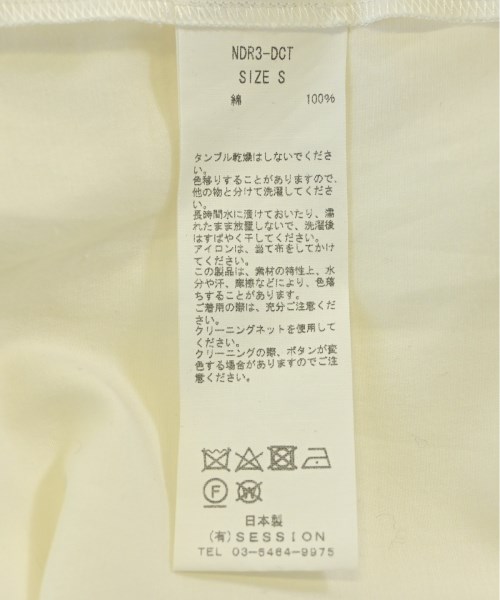 NDR3-DCT
SIZE S
綿 100%
タンブル乾燥はしないでくださ
い。
色移りすることがありますので、
他の物と分けて洗濯してくださ
い。
長時間水に漬けておいたり、濡
れたまま放置しないで、洗濯後
はすばやく干してください。
アイロンは、当て布をしてかけ
てください。
この製品は、素材の特性上、水
分や汗、摩擦などにより、色落
ちすることがあります。
ご着用の際は、充分ご注意くだ
さい。
クリーニングネットを使用して
ください。
クリーニングの際、ボタンが変
色する場合がありますのでご注
意ください。
F W
日本製
(有)SESSION
TEL 03-5464-9975